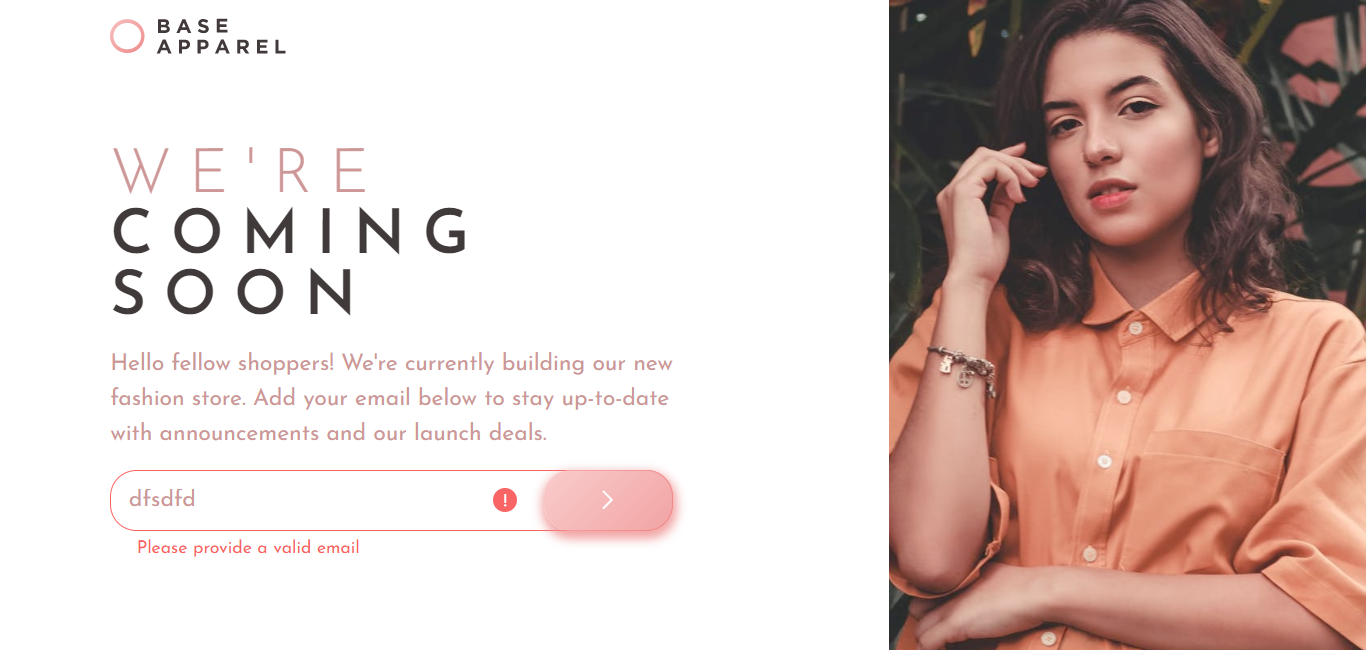 BASE
APPAREL
WE'RE
COMING
SOON
Hello fellow shoppers! We're currently building our new
fashion store. Add your email below to stay up-to-date
with announcements and our launch deals.
dfsdfd
!
Please provide a valid email